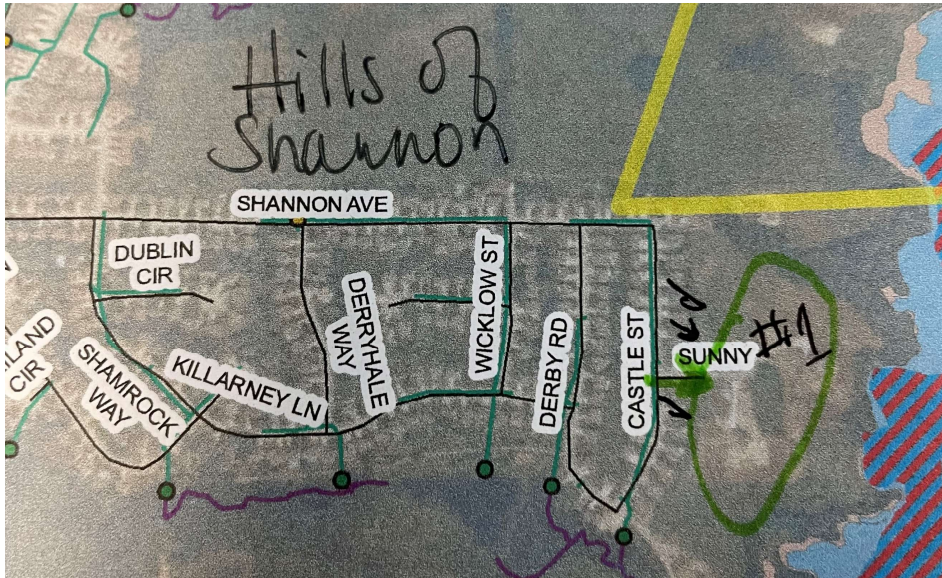 Hills of
Shannon
SHANNON AVE
DUBLIN
CIR
DERRYHALE
WAY
WICKLOW ST
DERBY RD
CASTLE ST
SUNNY
#1
CIR
SHAMROCK
WAY
KILLARNEY LN